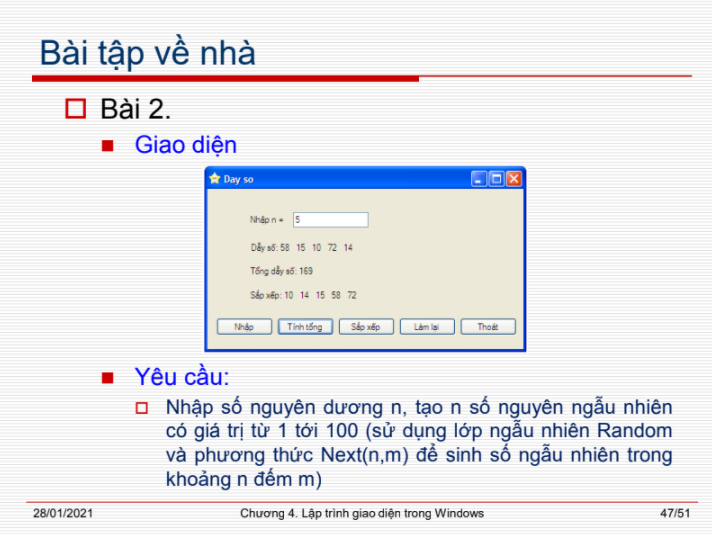 Bài tập về nhà
Bài 2.
Giao diện
Day so
Nhập n = 5
Dẫy số: 58 15 10 72 14
Tổng dẫy số: 169
Sắp xếp: 10 14 15 58 72
Nhập Tính tổng Sắp xếp Làm lại Thoát
Yêu cầu:
Nhập số nguyên dương n, tạo n số nguyên ngẫu nhiên
có giá trị từ 1 tới 100 (sử dụng lớp ngẫu nhiên Random
và phương thức Next(n,m) để sinh số ngẫu nhiên trong
khoảng n đếm m)
28/01/2021 Chương 4. Lập trình giao diện trong Windows 47/51